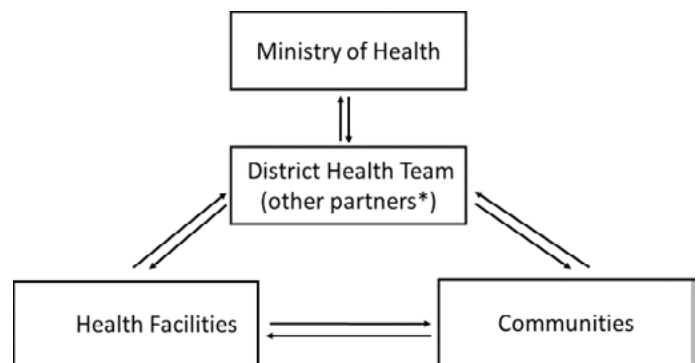 Ministry of Health
District Health Team
(other partners*)
Health Facilities
Communities